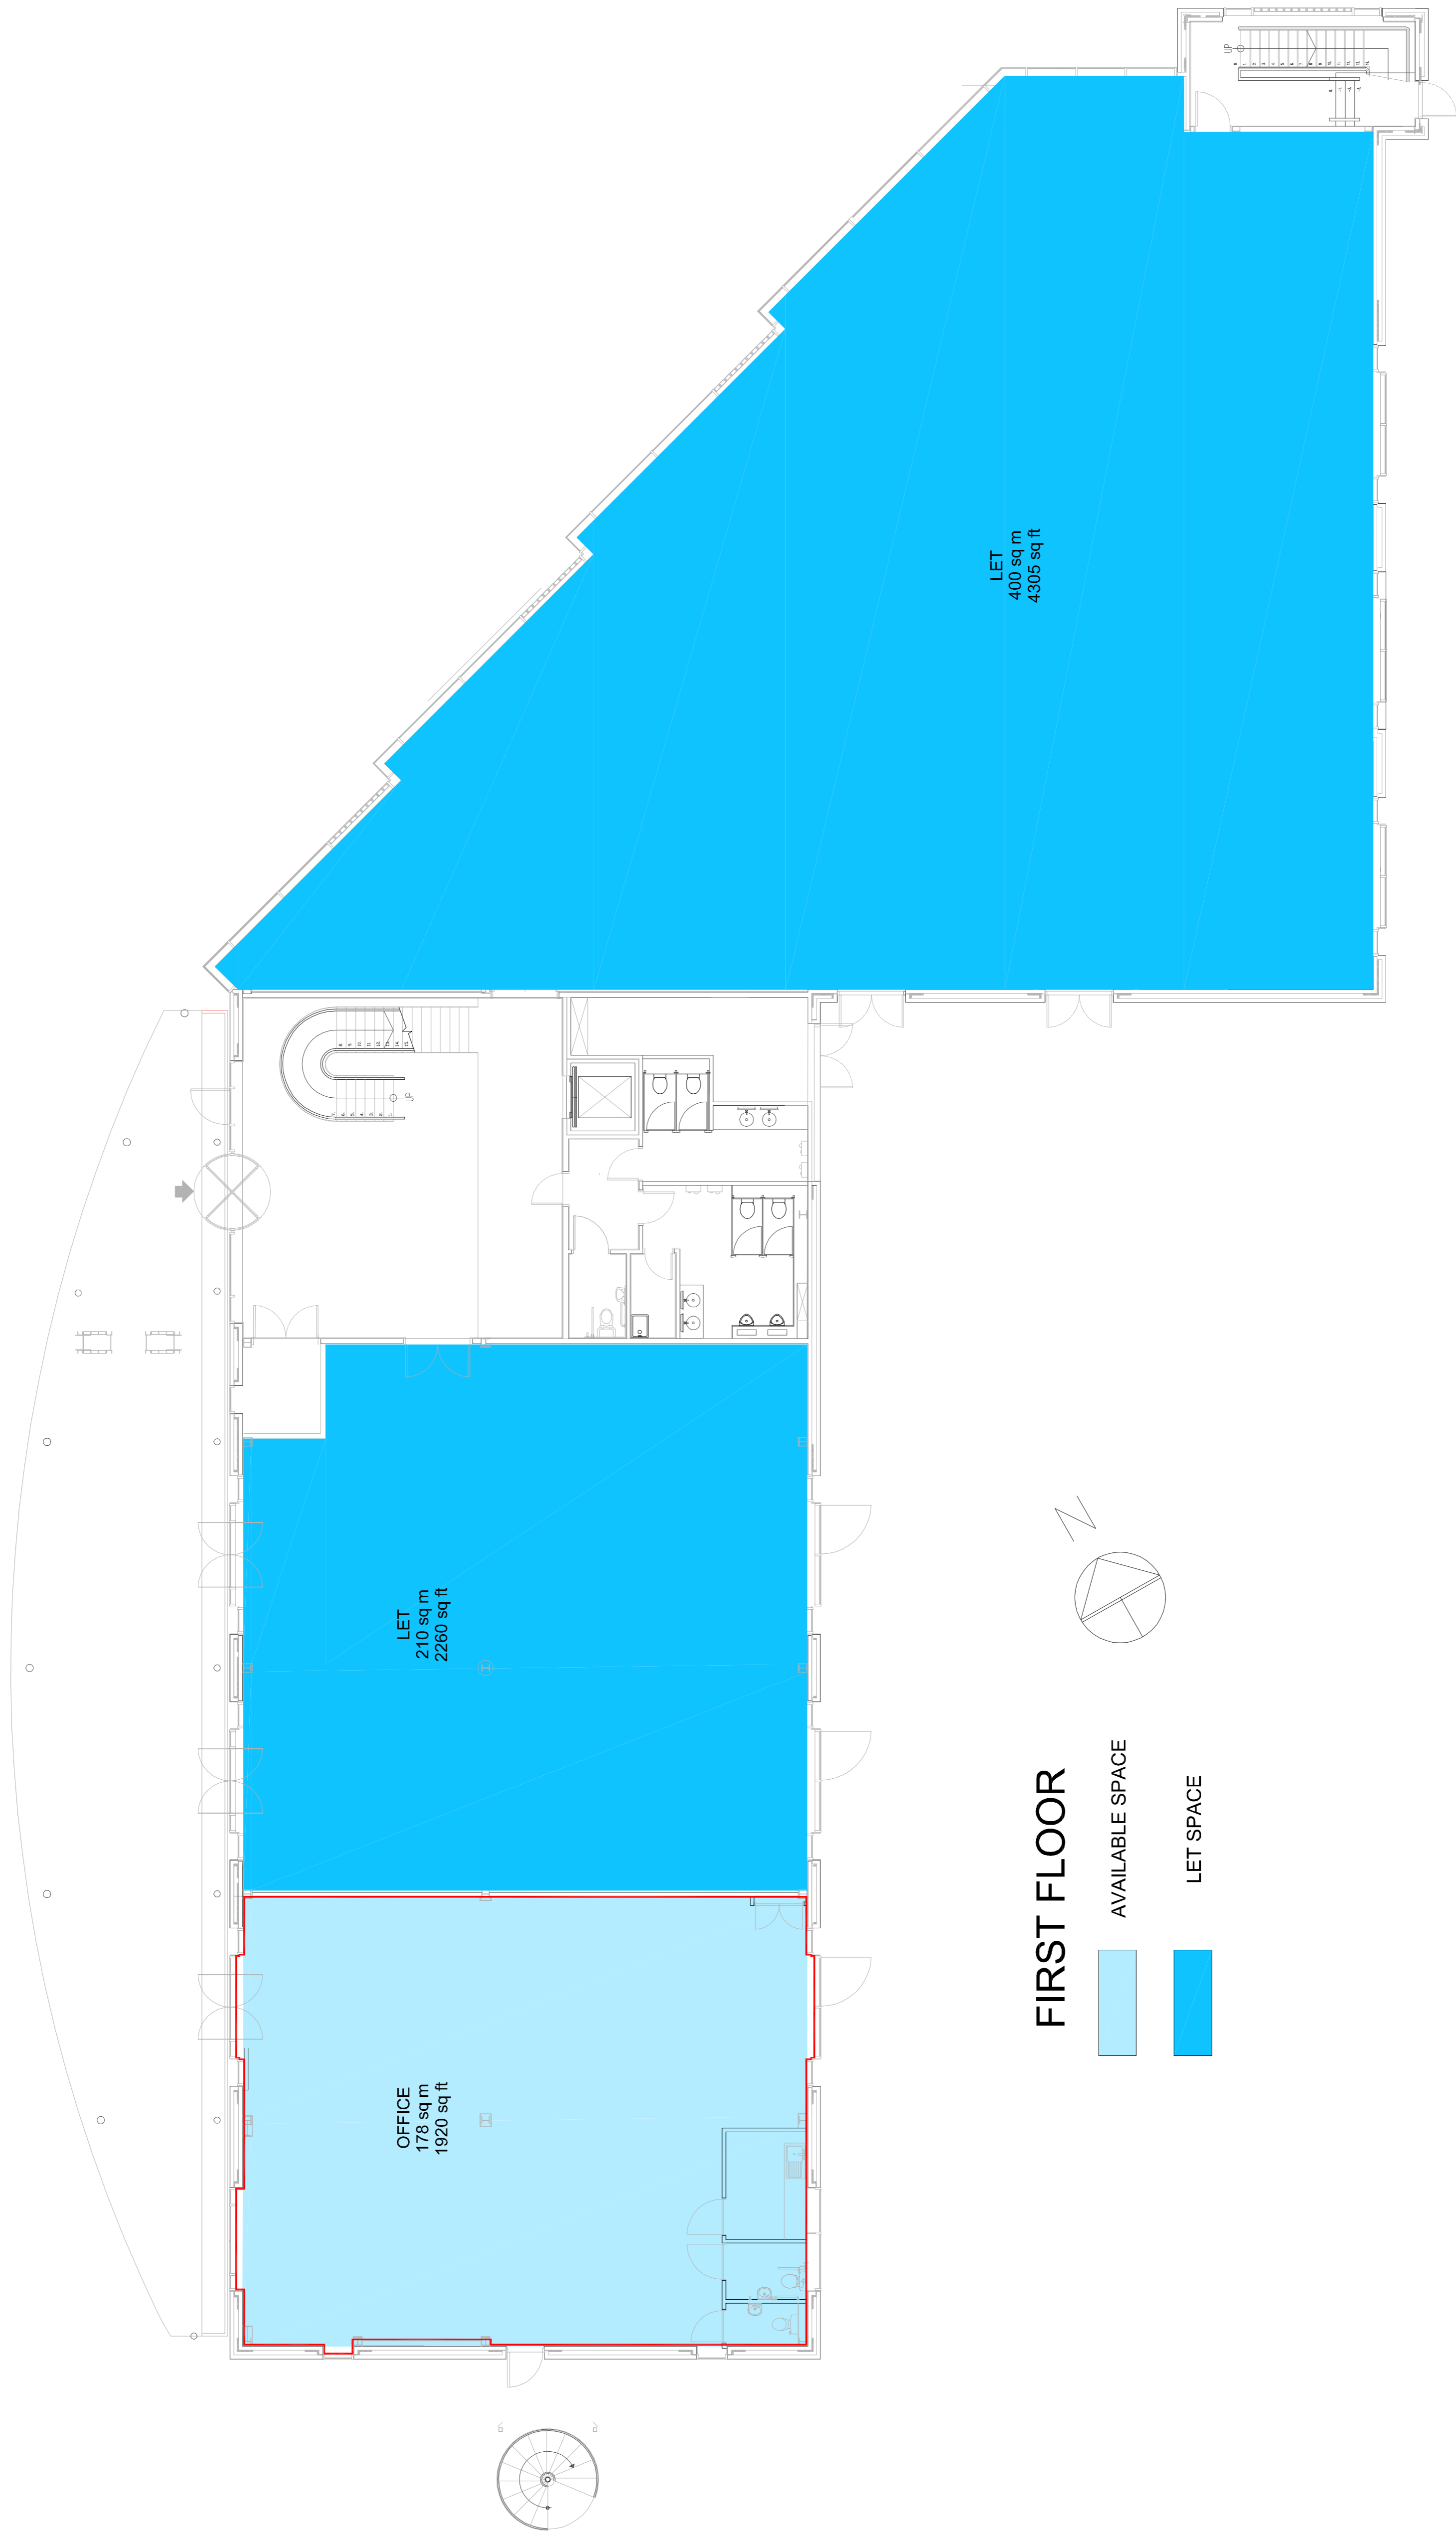 UP
LET
400 sq m
4305 sq ft
UP
LET
210 sq m
2260 sq ft
N
OFFICE
178 sq m
1920 sq ft
FIRST FLOOR
AVAILABLE SPACE
LET SPACE